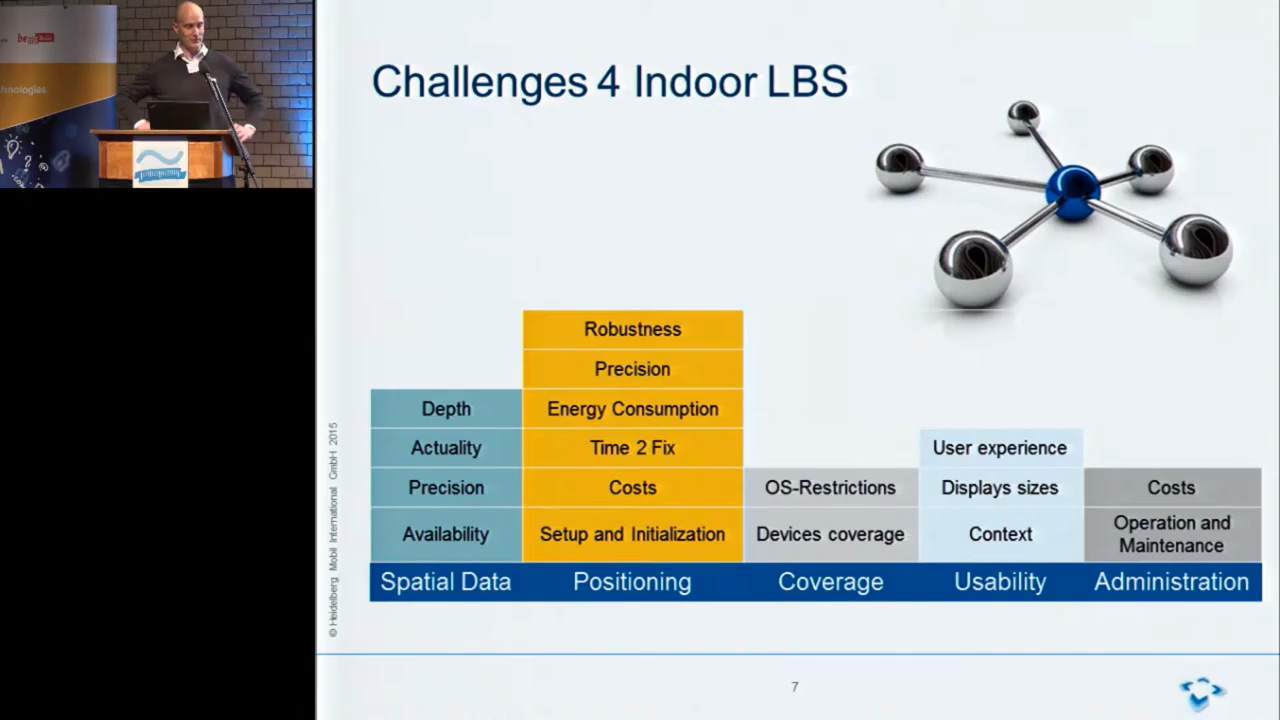 hnologies
Challenges 4 Indoor LBS
Robustness
Precision
Depth
Energy Consumption
Actuality
Time 2 Fix
User experience
Precision
Costs
OS-Restrictions
Displays sizes
Costs
Availability
Setup and Initialization
Devices coverage
Context
Operation and
Maintenance
Spatial Data
Positioning
Coverage
Usability
Administration
© Heidelberg Mobil International GmbH 2015
7